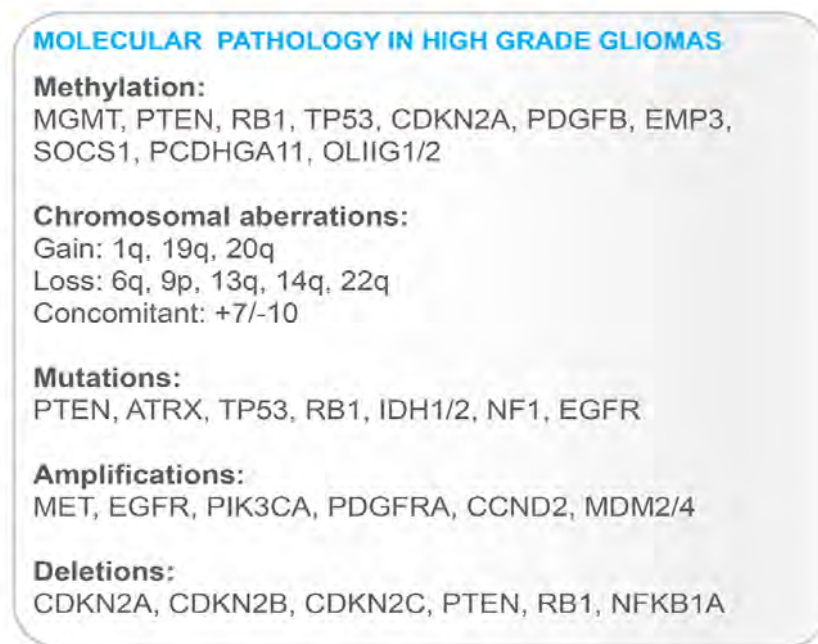 MOLECULAR PATHOLOGY IN HIGH GRADE GLIOMAS
Methylation:
MGMT, PTEN, RB1, TP53, CDKN2A, PDGFB, EMP3,
SOCS1, PCDHGA11, OLIIG1/2
Chromosomal aberrations:
Gain: 1q, 19q, 20q
Loss: 6q, 9p, 13q, 14q, 22q
Concomitant: +7/-10
Mutations:
PTEN, ATRX, TP53, RB1, IDH1/2, NF1, EGFR
Amplifications:
MET, EGFR, PIK3CA, PDGFRA, CCND2, MDM2/4
Deletions:
CDKN2A, CDKN2B, CDKN2C, PTEN, RB1, NFKB1A